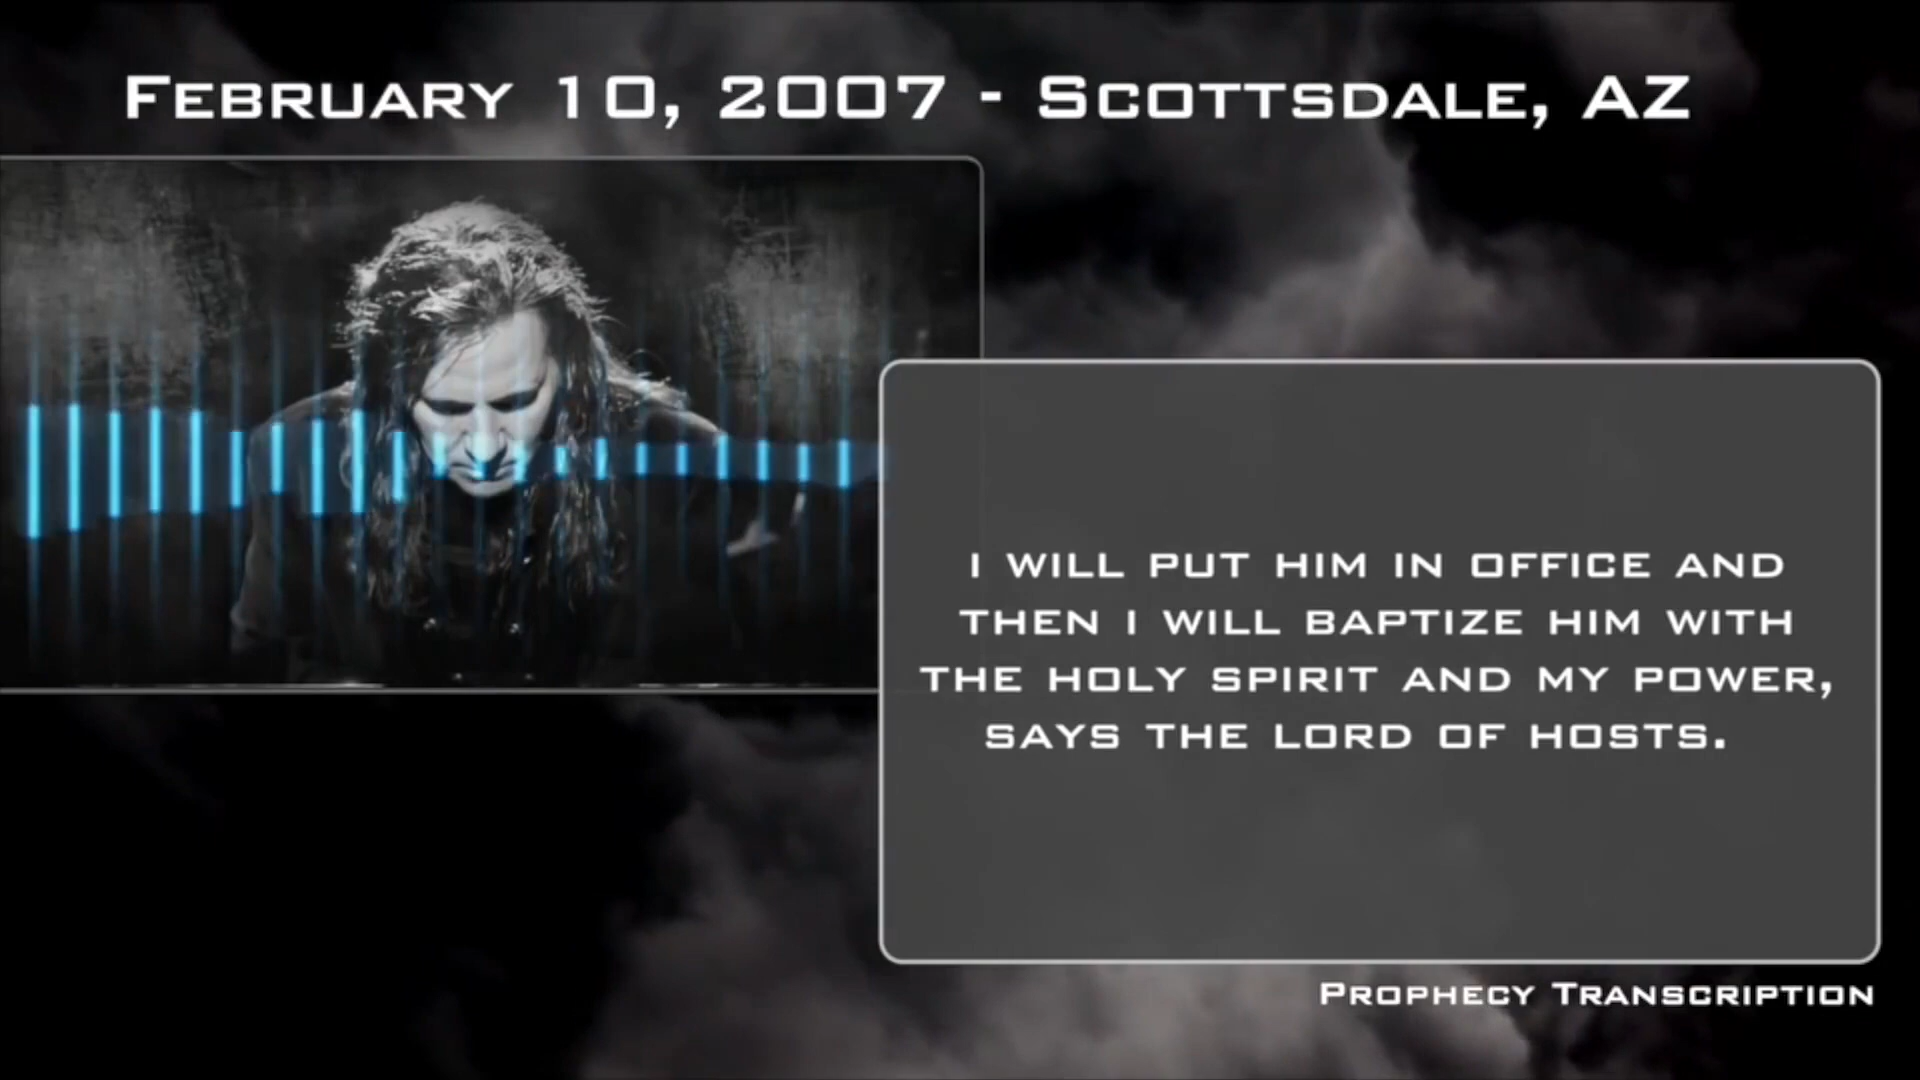 February 10, 2007 - Scottsdale, AZ
I WILL PUT HIM IN OFFICE AND
THEN I WILL BAPTIZE HIM WITH
THE HOLY SPIRIT AND MY POWER,
SAYS THE LORD OF HOSTS.
Prophecy Transcription